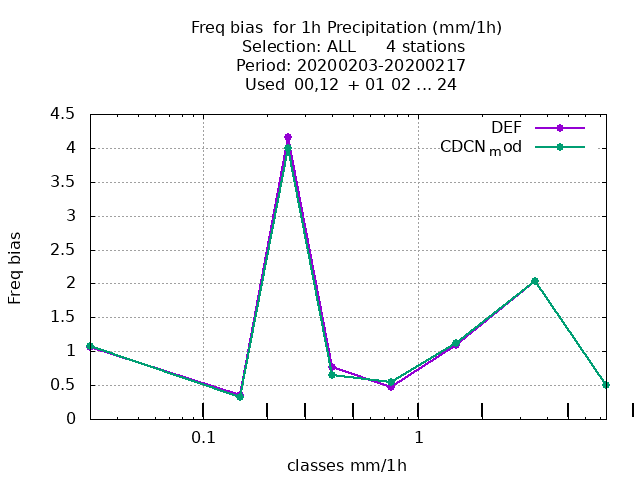 Freq bias  for 1h Precipitation (mm/1h)
Selection: ALL      4 stations
Period: 20200203-20200217
Used  00,12  + 01 02 ... 24
DEF
CDCN_mod
4.5
4
3.5
3
2.5
2
1.5
1
0.5
0
Freq bias
0.1
1
classes mm/1h